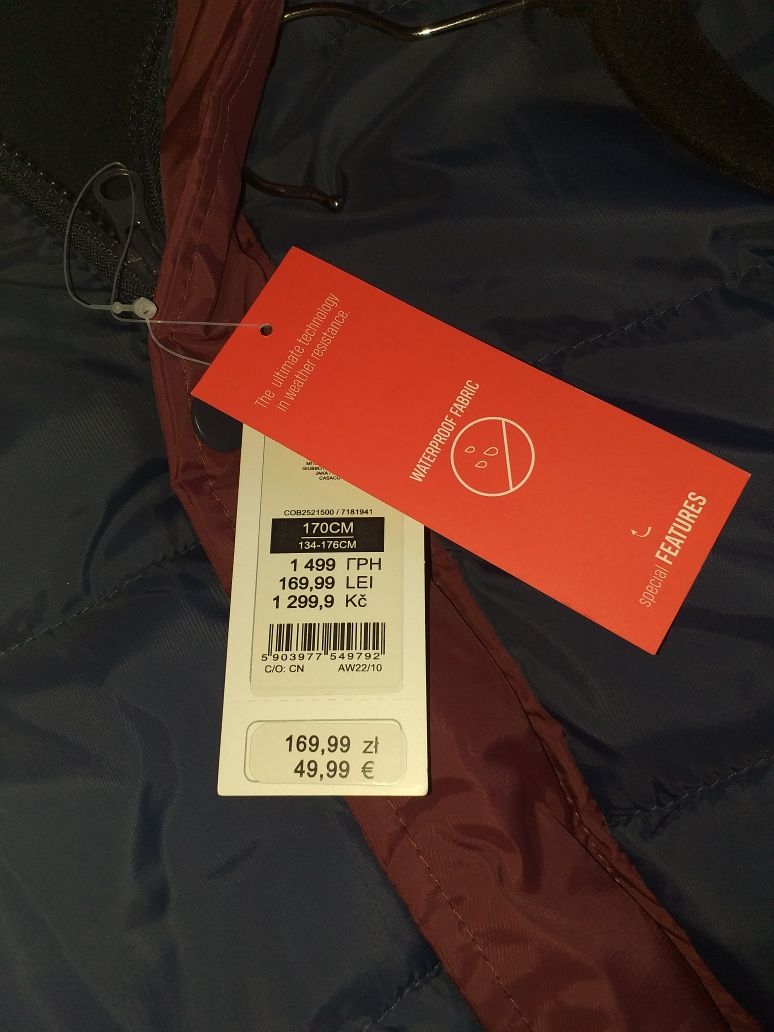 The ultimate technology
in weather resistance.
WATERPROOF FABRIC
special FEATURES
COB2521500 / 7181941
170CM
134-176CM
1 499 ГРН
169,99 LEI
1 299,9 Kč
5 903977 549792
C/O: CN AW22/10
169,99 zł
49,99 €